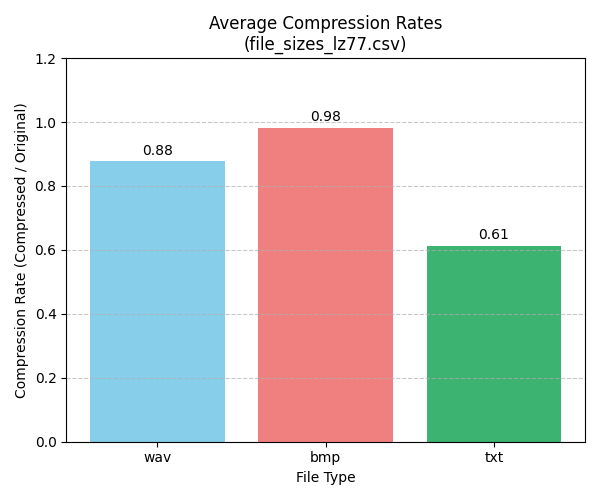 Average Compression Rates
(file_sizes_lz77.csv)
Compression Rate (Compressed / Original)
1.2
1.0
0.8
0.6
0.4
0.2
0.0
0.88
0.98
0.61
wav
bmp
txt
File Type